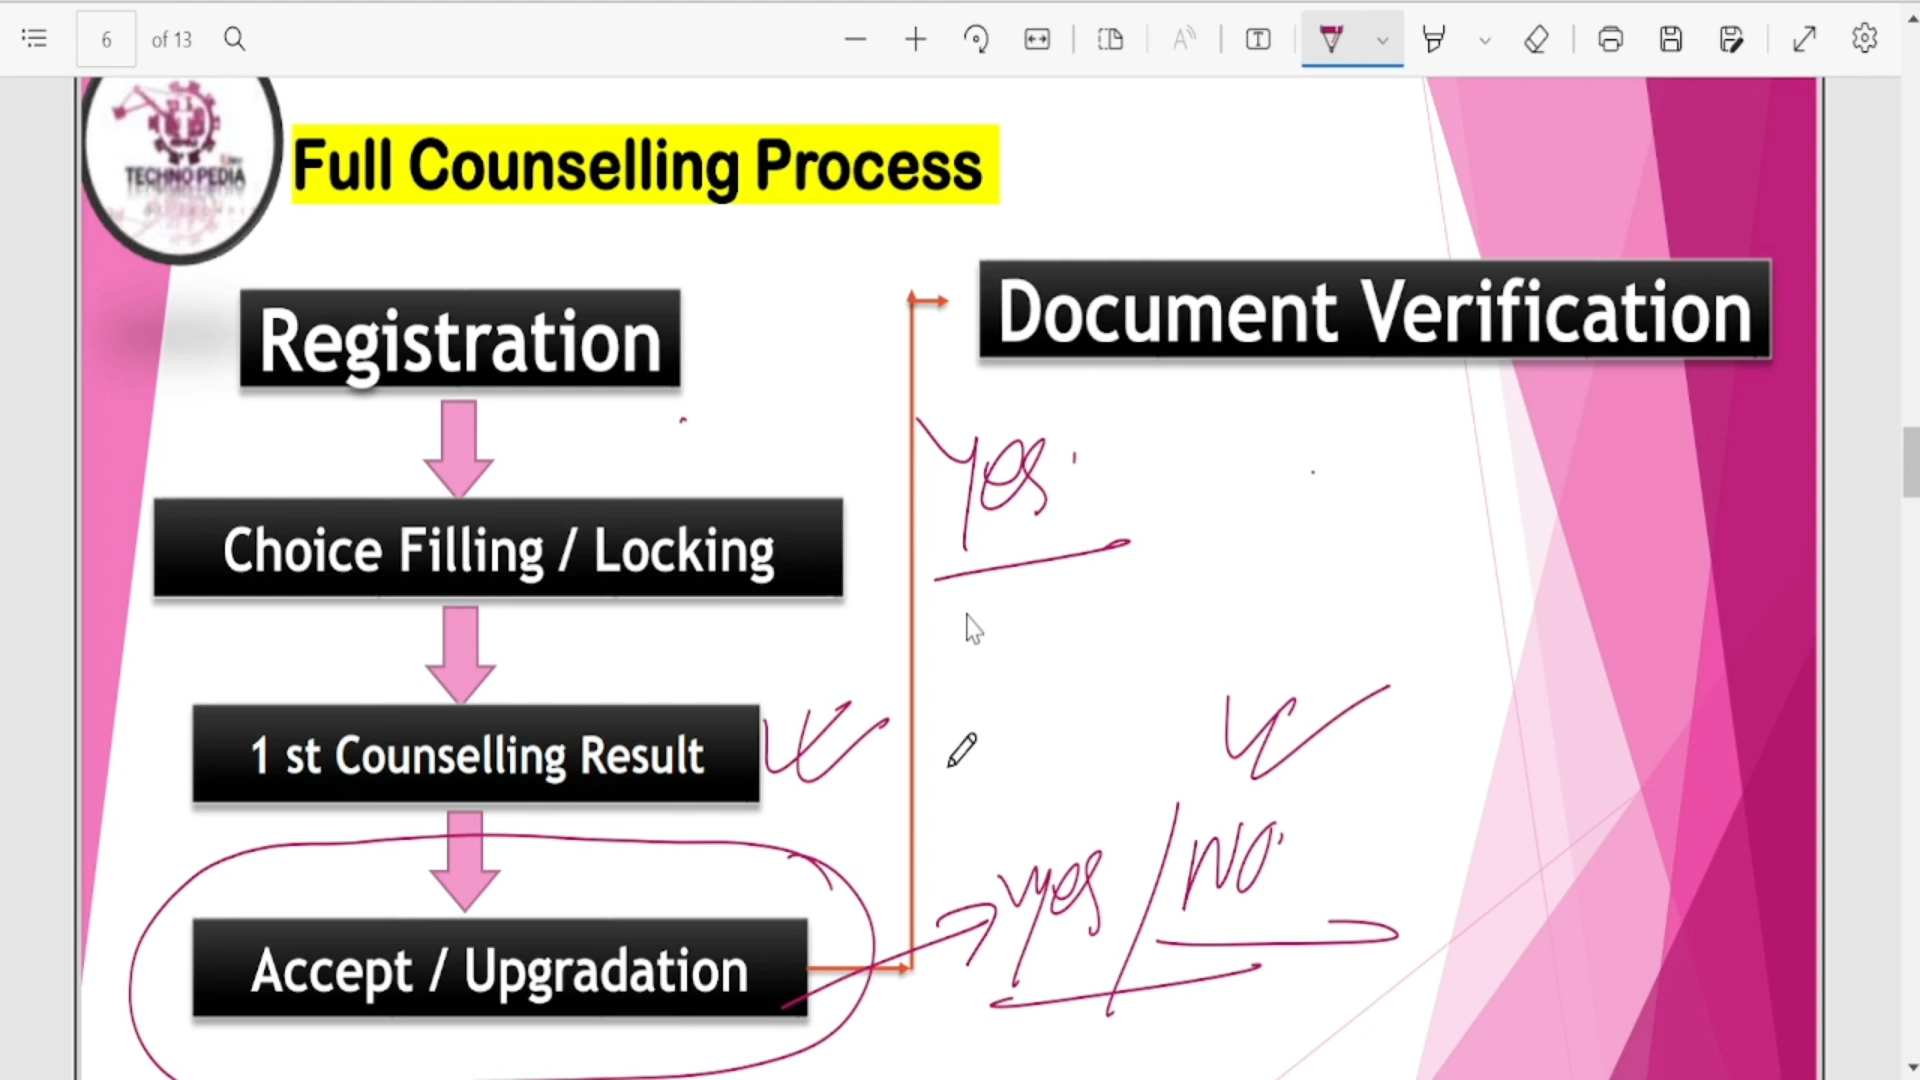 6 of 13
TECHNO PEDIA
Full Counselling Process
Registration
Document Verification
Yes
Choice Filling / Locking
1 st Counselling Result
Yes / No
Accept / Upgradation